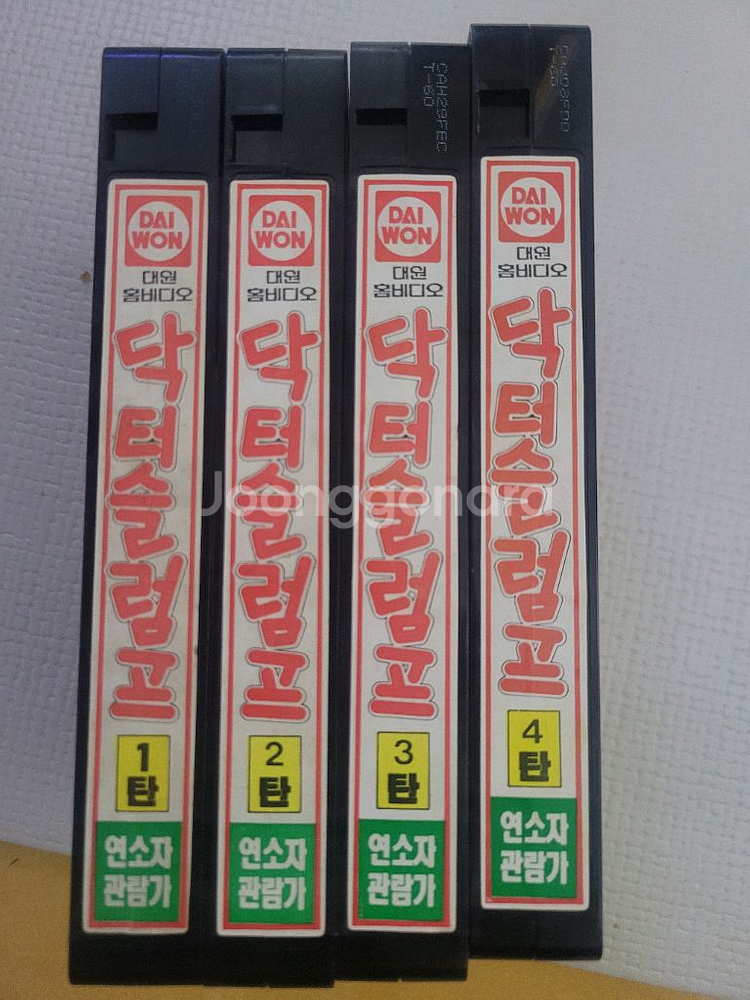 DAI
WON
대원
홈비디오
닥터슬럼프
1
탄
연소자
관람가
DAI
WON
대원
홈비디오
닥터슬럼프
2
탄
연소자
관람가
CAH29FEC
T-60
DAI
WON
대원
홈비디오
닥터슬럼프
3
탄
연소자
관람가
DAI
WON
대원
홈비디오
닥터슬럼프
4
탄
연소자
관람가
Joonggonara